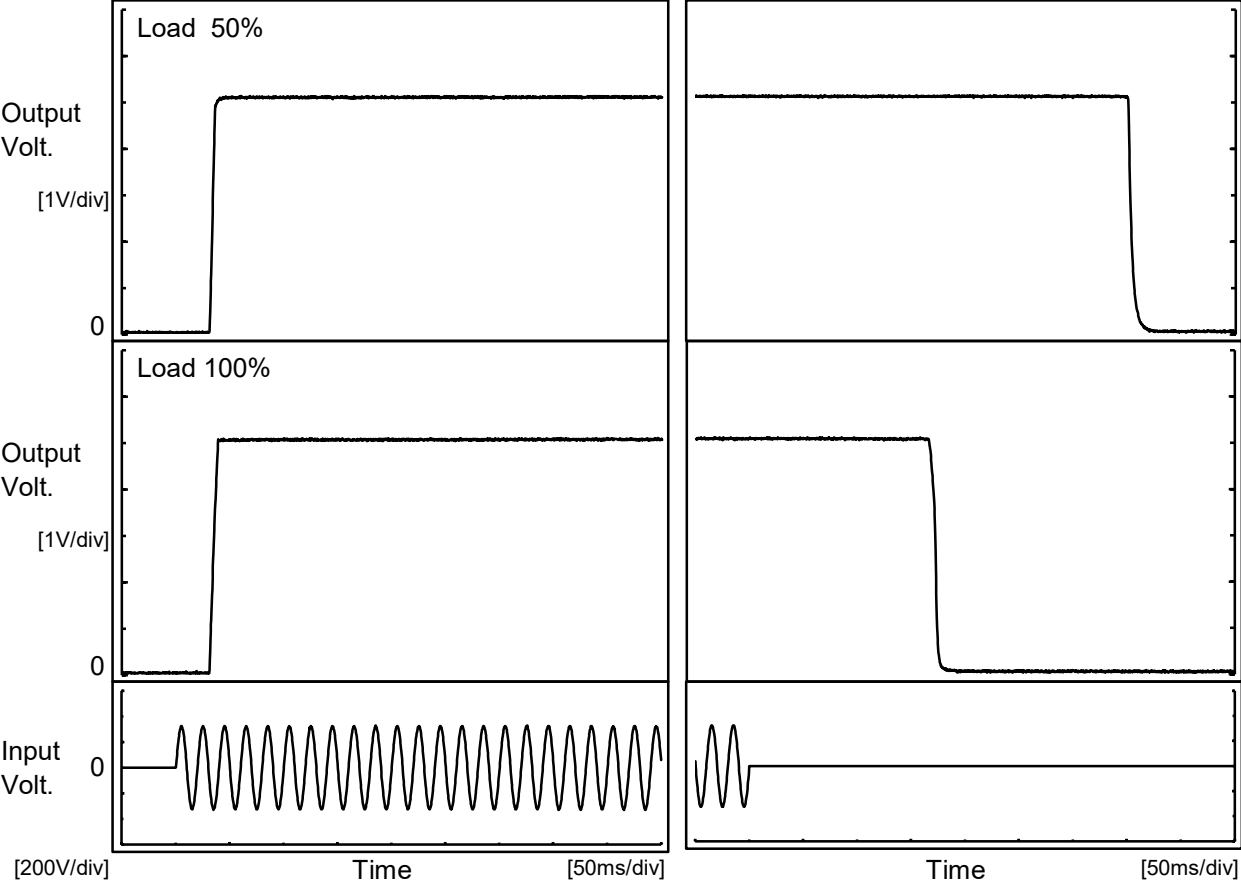 Load  50%
Output
Volt.
[1V/div]
0
Load 100%
Output
Volt.
[1V/div]
0
Input
Volt.
0
[200V/div]
Time
[50ms/div]
Time
[50ms/div]